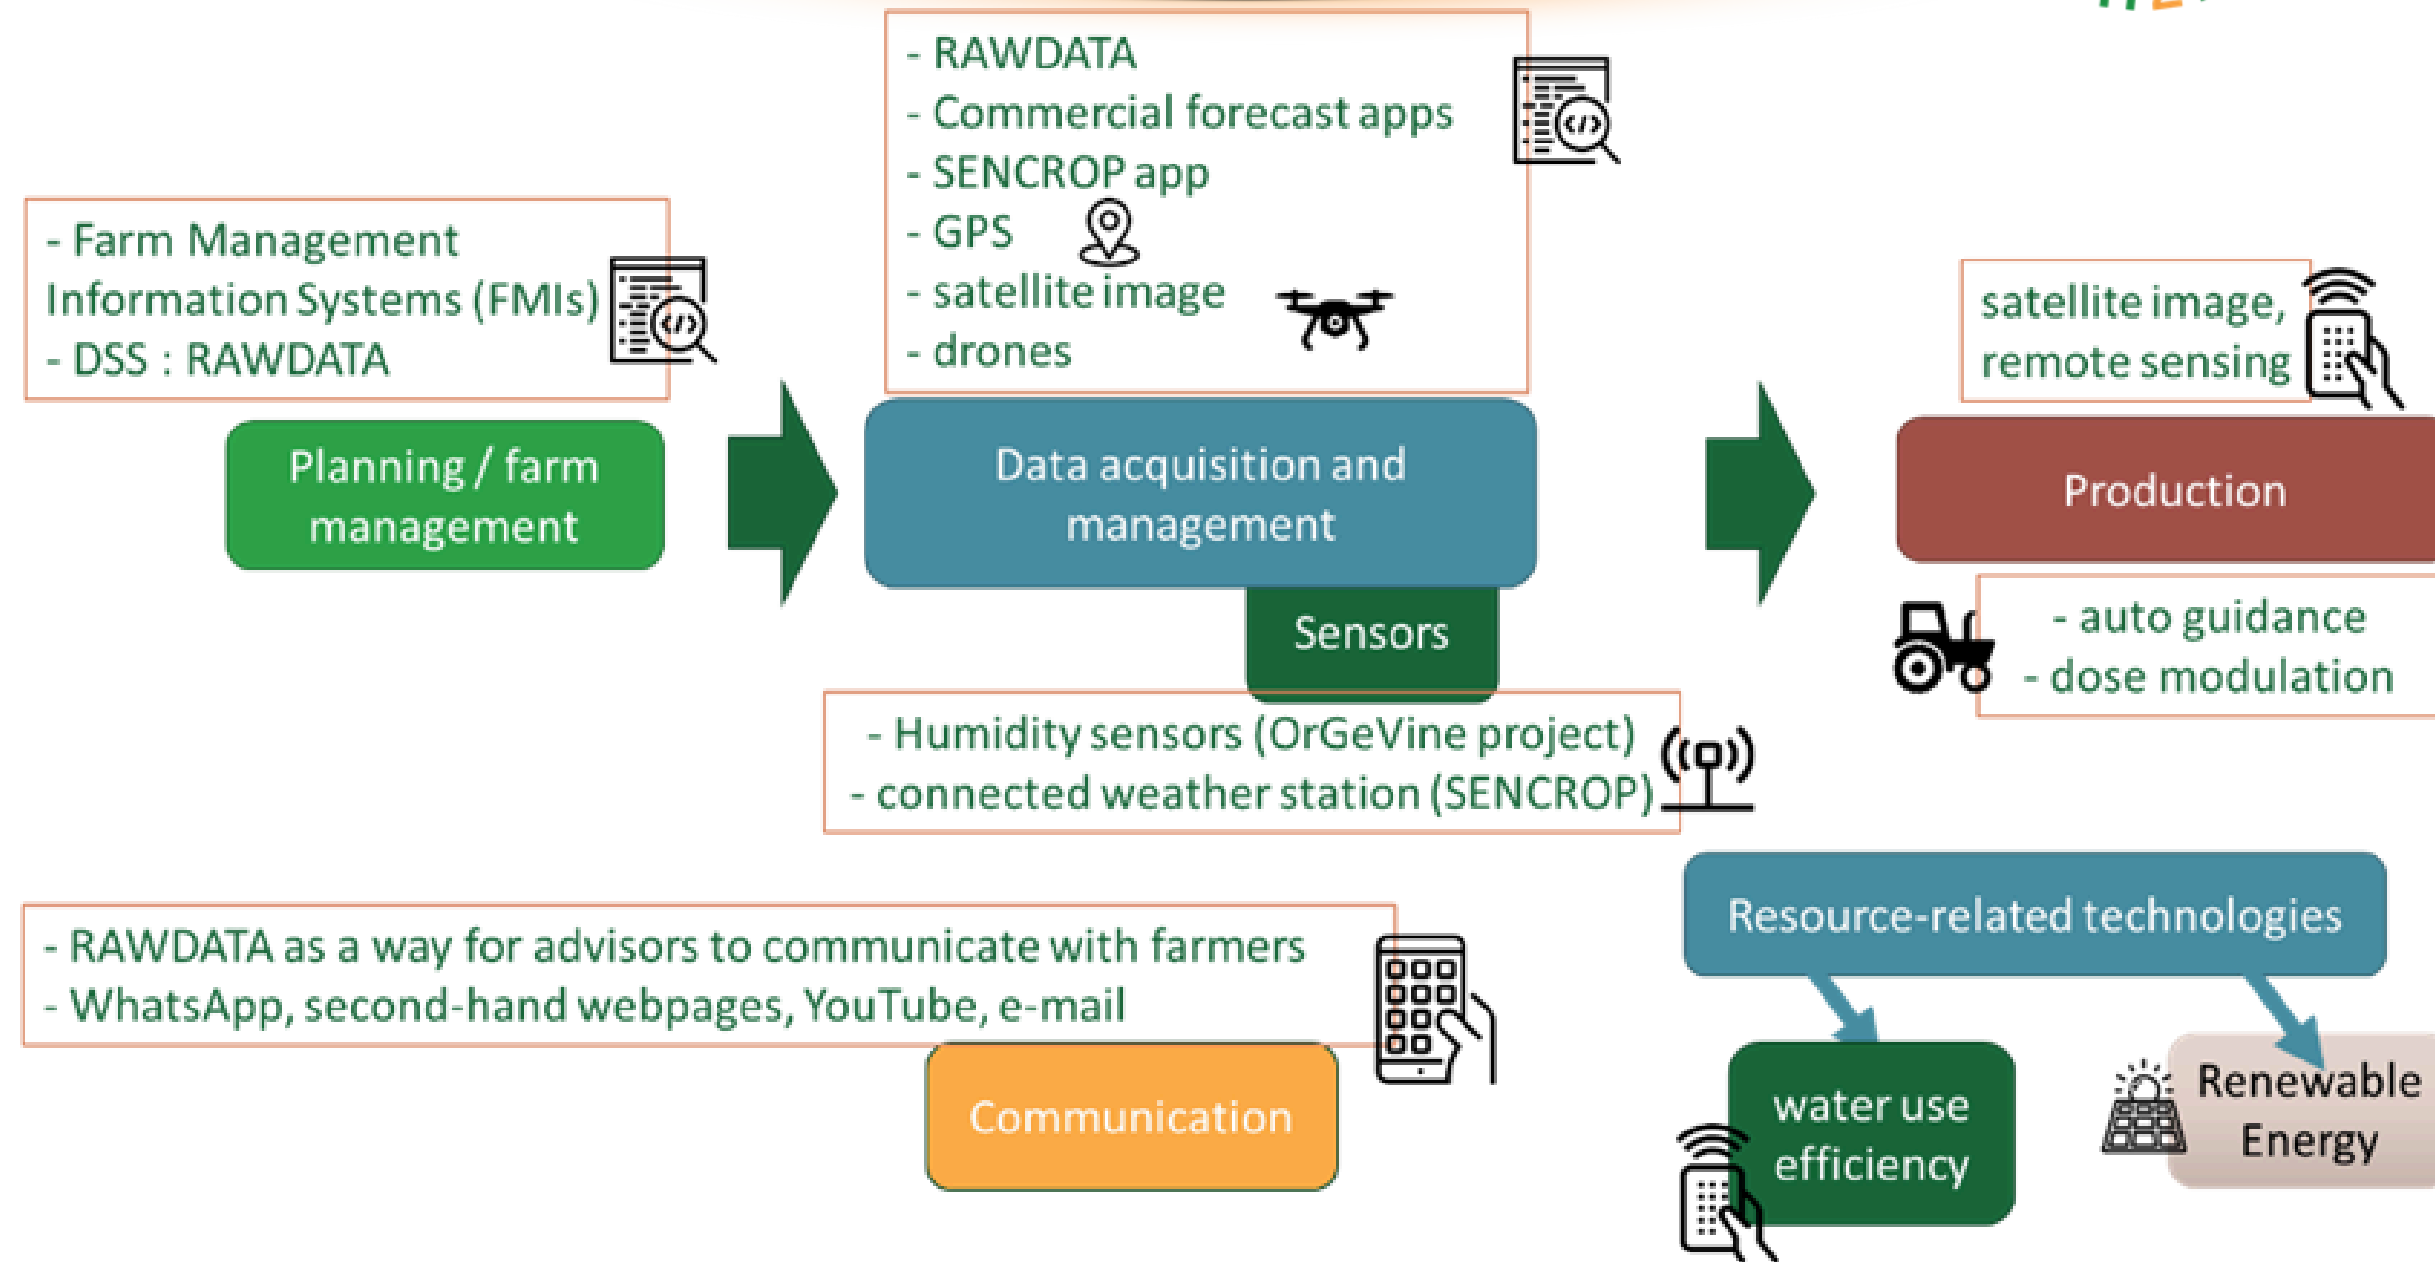 - RAWDATA
- Commercial forecast apps
- SENCROP app
- GPS
- satellite image
- drones
- Farm Management
Information Systems (FMIs)
- DSS : RAWDATA
satellite image,
remote sensing
Planning / farm
management
Data acquisition and
management
Production
Sensors
- auto guidance
- dose modulation
- Humidity sensors (OrGeVine project)
- connected weather station (SENCROP)
Resource-related technologies
- RAWDATA as a way for advisors to communicate with farmers
- WhatsApp, second-hand webpages, YouTube, e-mail
Communication
water use
efficiency
Renewable
Energy